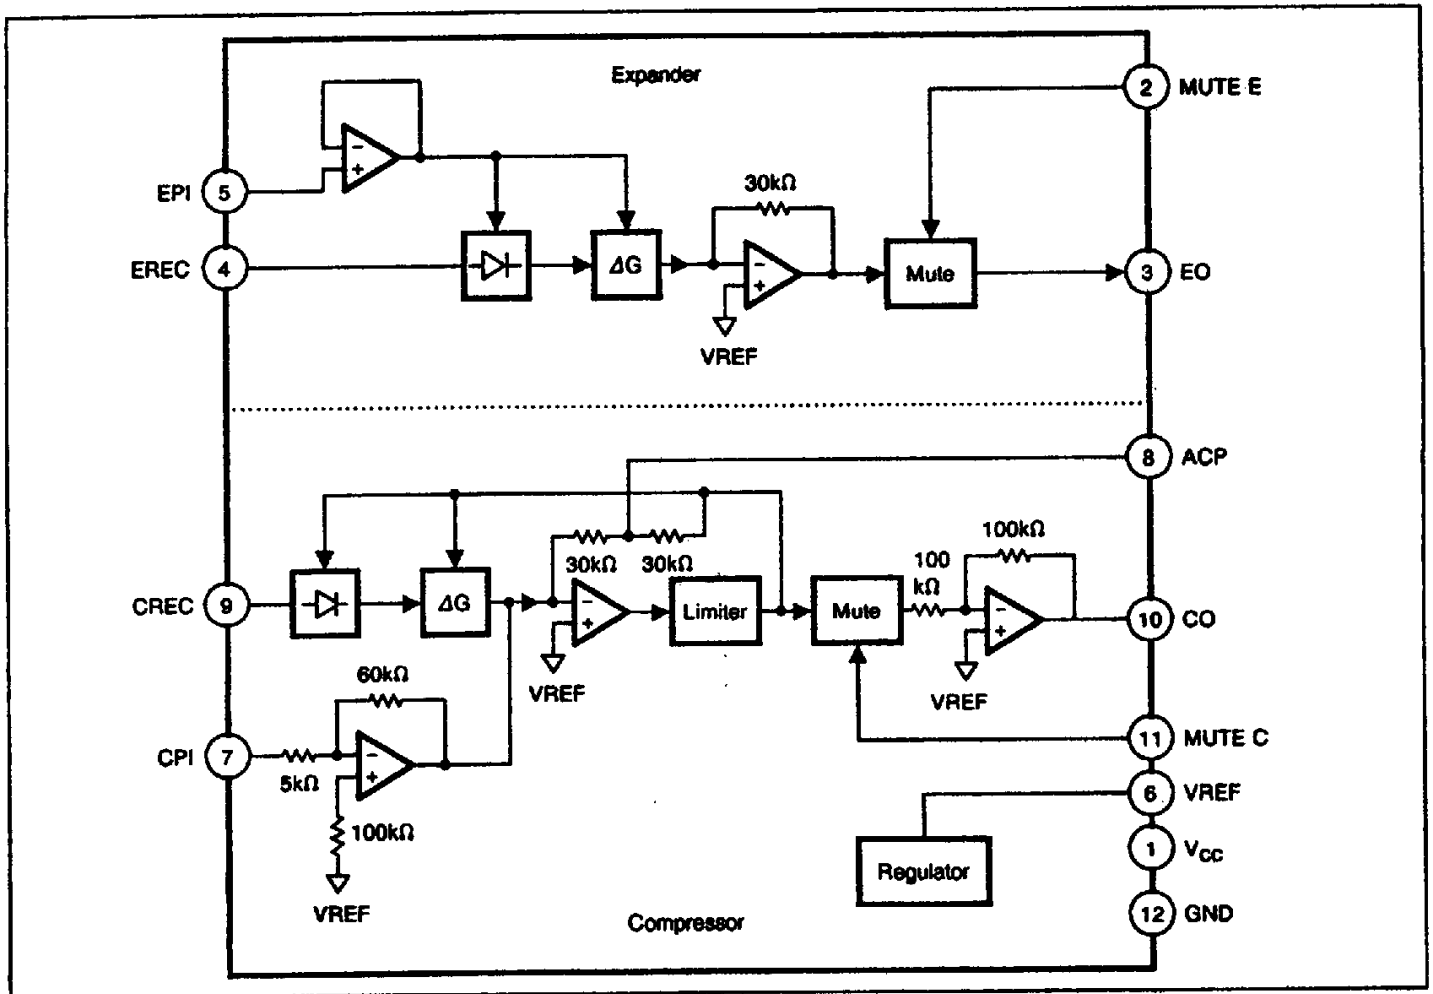 Expander
2 MUTE E
EPI 5
−
+
30kΩ
EREC 4
ΔG
−
+
Mute
3 EO
VREF
8 ACP
100kΩ
30kΩ 30kΩ
100
kΩ
CREC 9
ΔG
−
+
Limiter
Mute
−
+
10 CO
VREF
VREF
60kΩ
CPI 7
5kΩ
−
+
11 MUTE C
6 VREF
100kΩ
1 VCC
Regulator
VREF
12 GND
Compressor